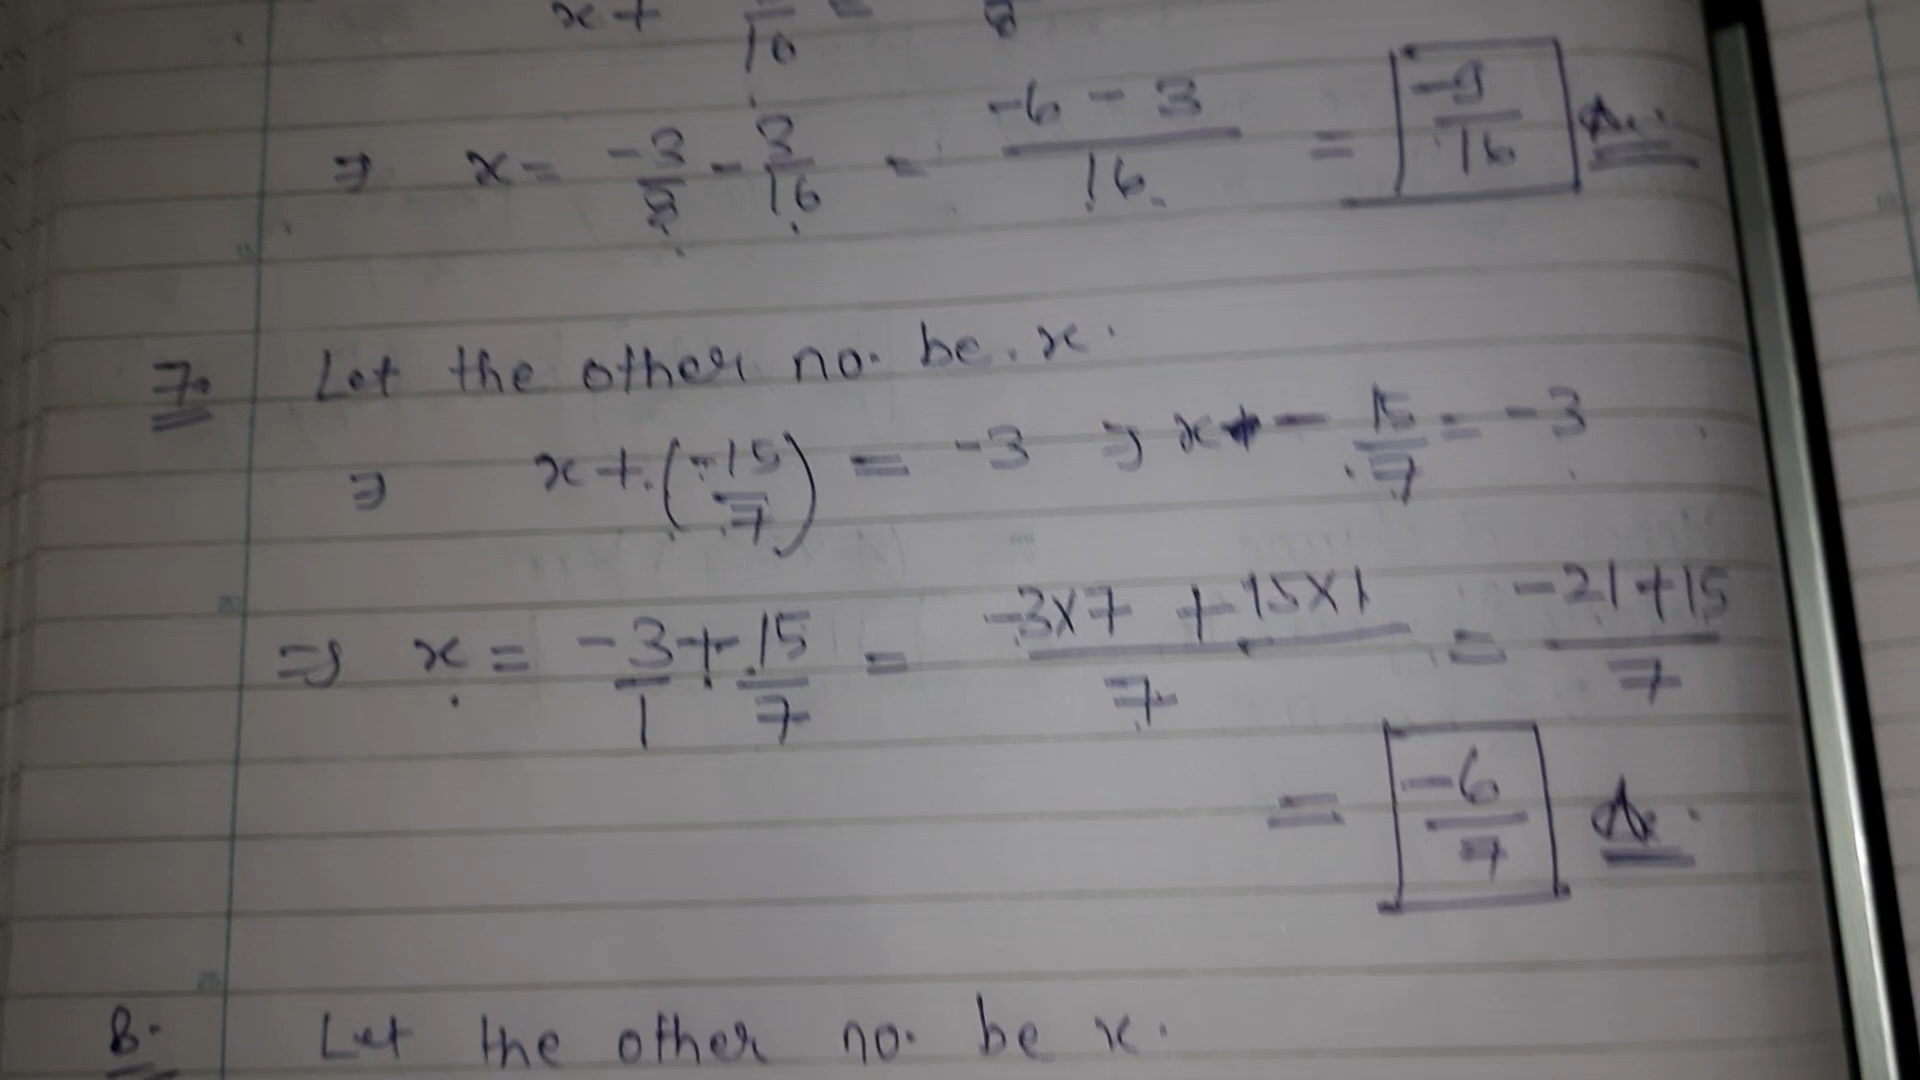 x +
⇒ x = -3/8 - 3/16 = -6 - 3/16 = -9/16 A.
7. Let the other no. be x.
⇒ x + (-15/7) = -3 ⇒ x - 15/7 = -3
⇒ x = -3/1 + 15/7 = -3×7 + 15×1/7 = -21+15/7
= -6/7 A.
8. Let the other no. be x.